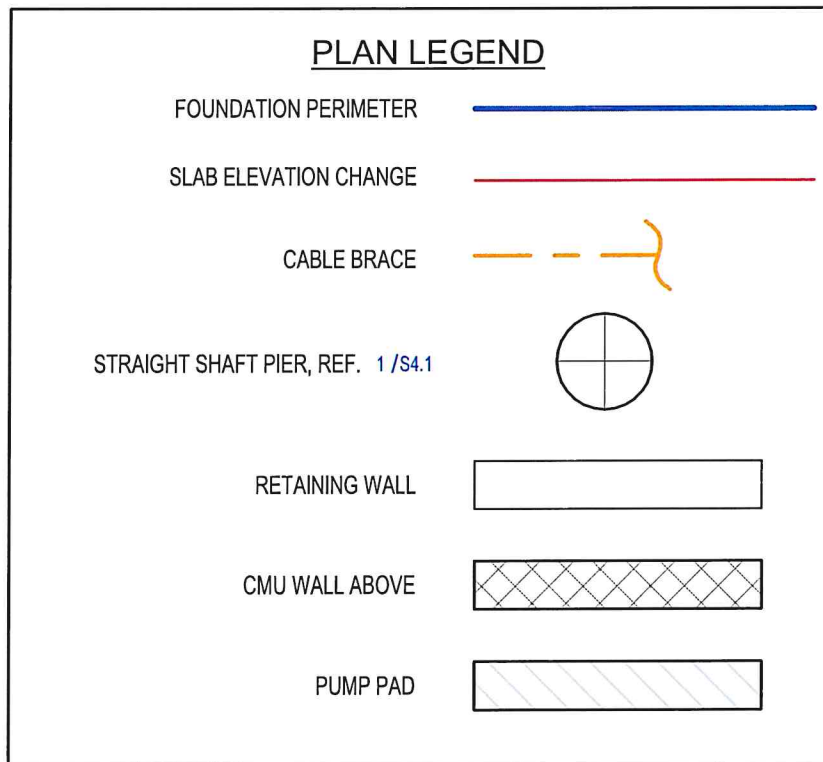 PLAN LEGEND
FOUNDATION PERIMETER
SLAB ELEVATION CHANGE
CABLE BRACE
STRAIGHT SHAFT PIER, REF. 1 /S4.1
RETAINING WALL
CMU WALL ABOVE
PUMP PAD